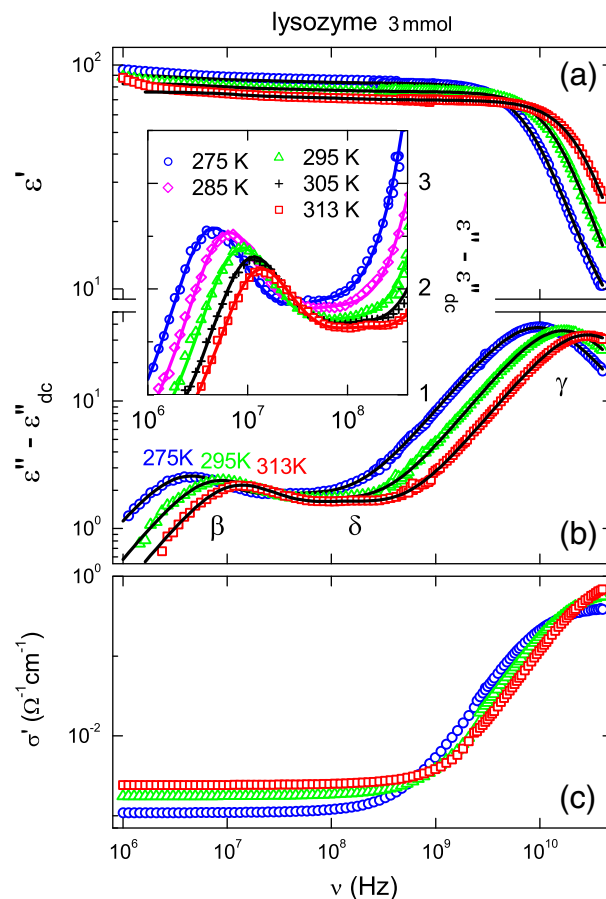 lysozyme 3 mmol
(a)
10²
10¹
ε'
275 K
285 K
295 K
305 K
313 K
3
2
1
ε'' - ε''dc
10⁶ 10⁷ 10⁸
10¹
10⁰
ε'' - ε''dc
275K 295K 313K
β δ γ
(b)
10⁰
10⁻²
σ' (Ω⁻¹cm⁻¹)
(c)
10⁶ 10⁷ 10⁸ 10⁹ 10¹⁰
ν (Hz)